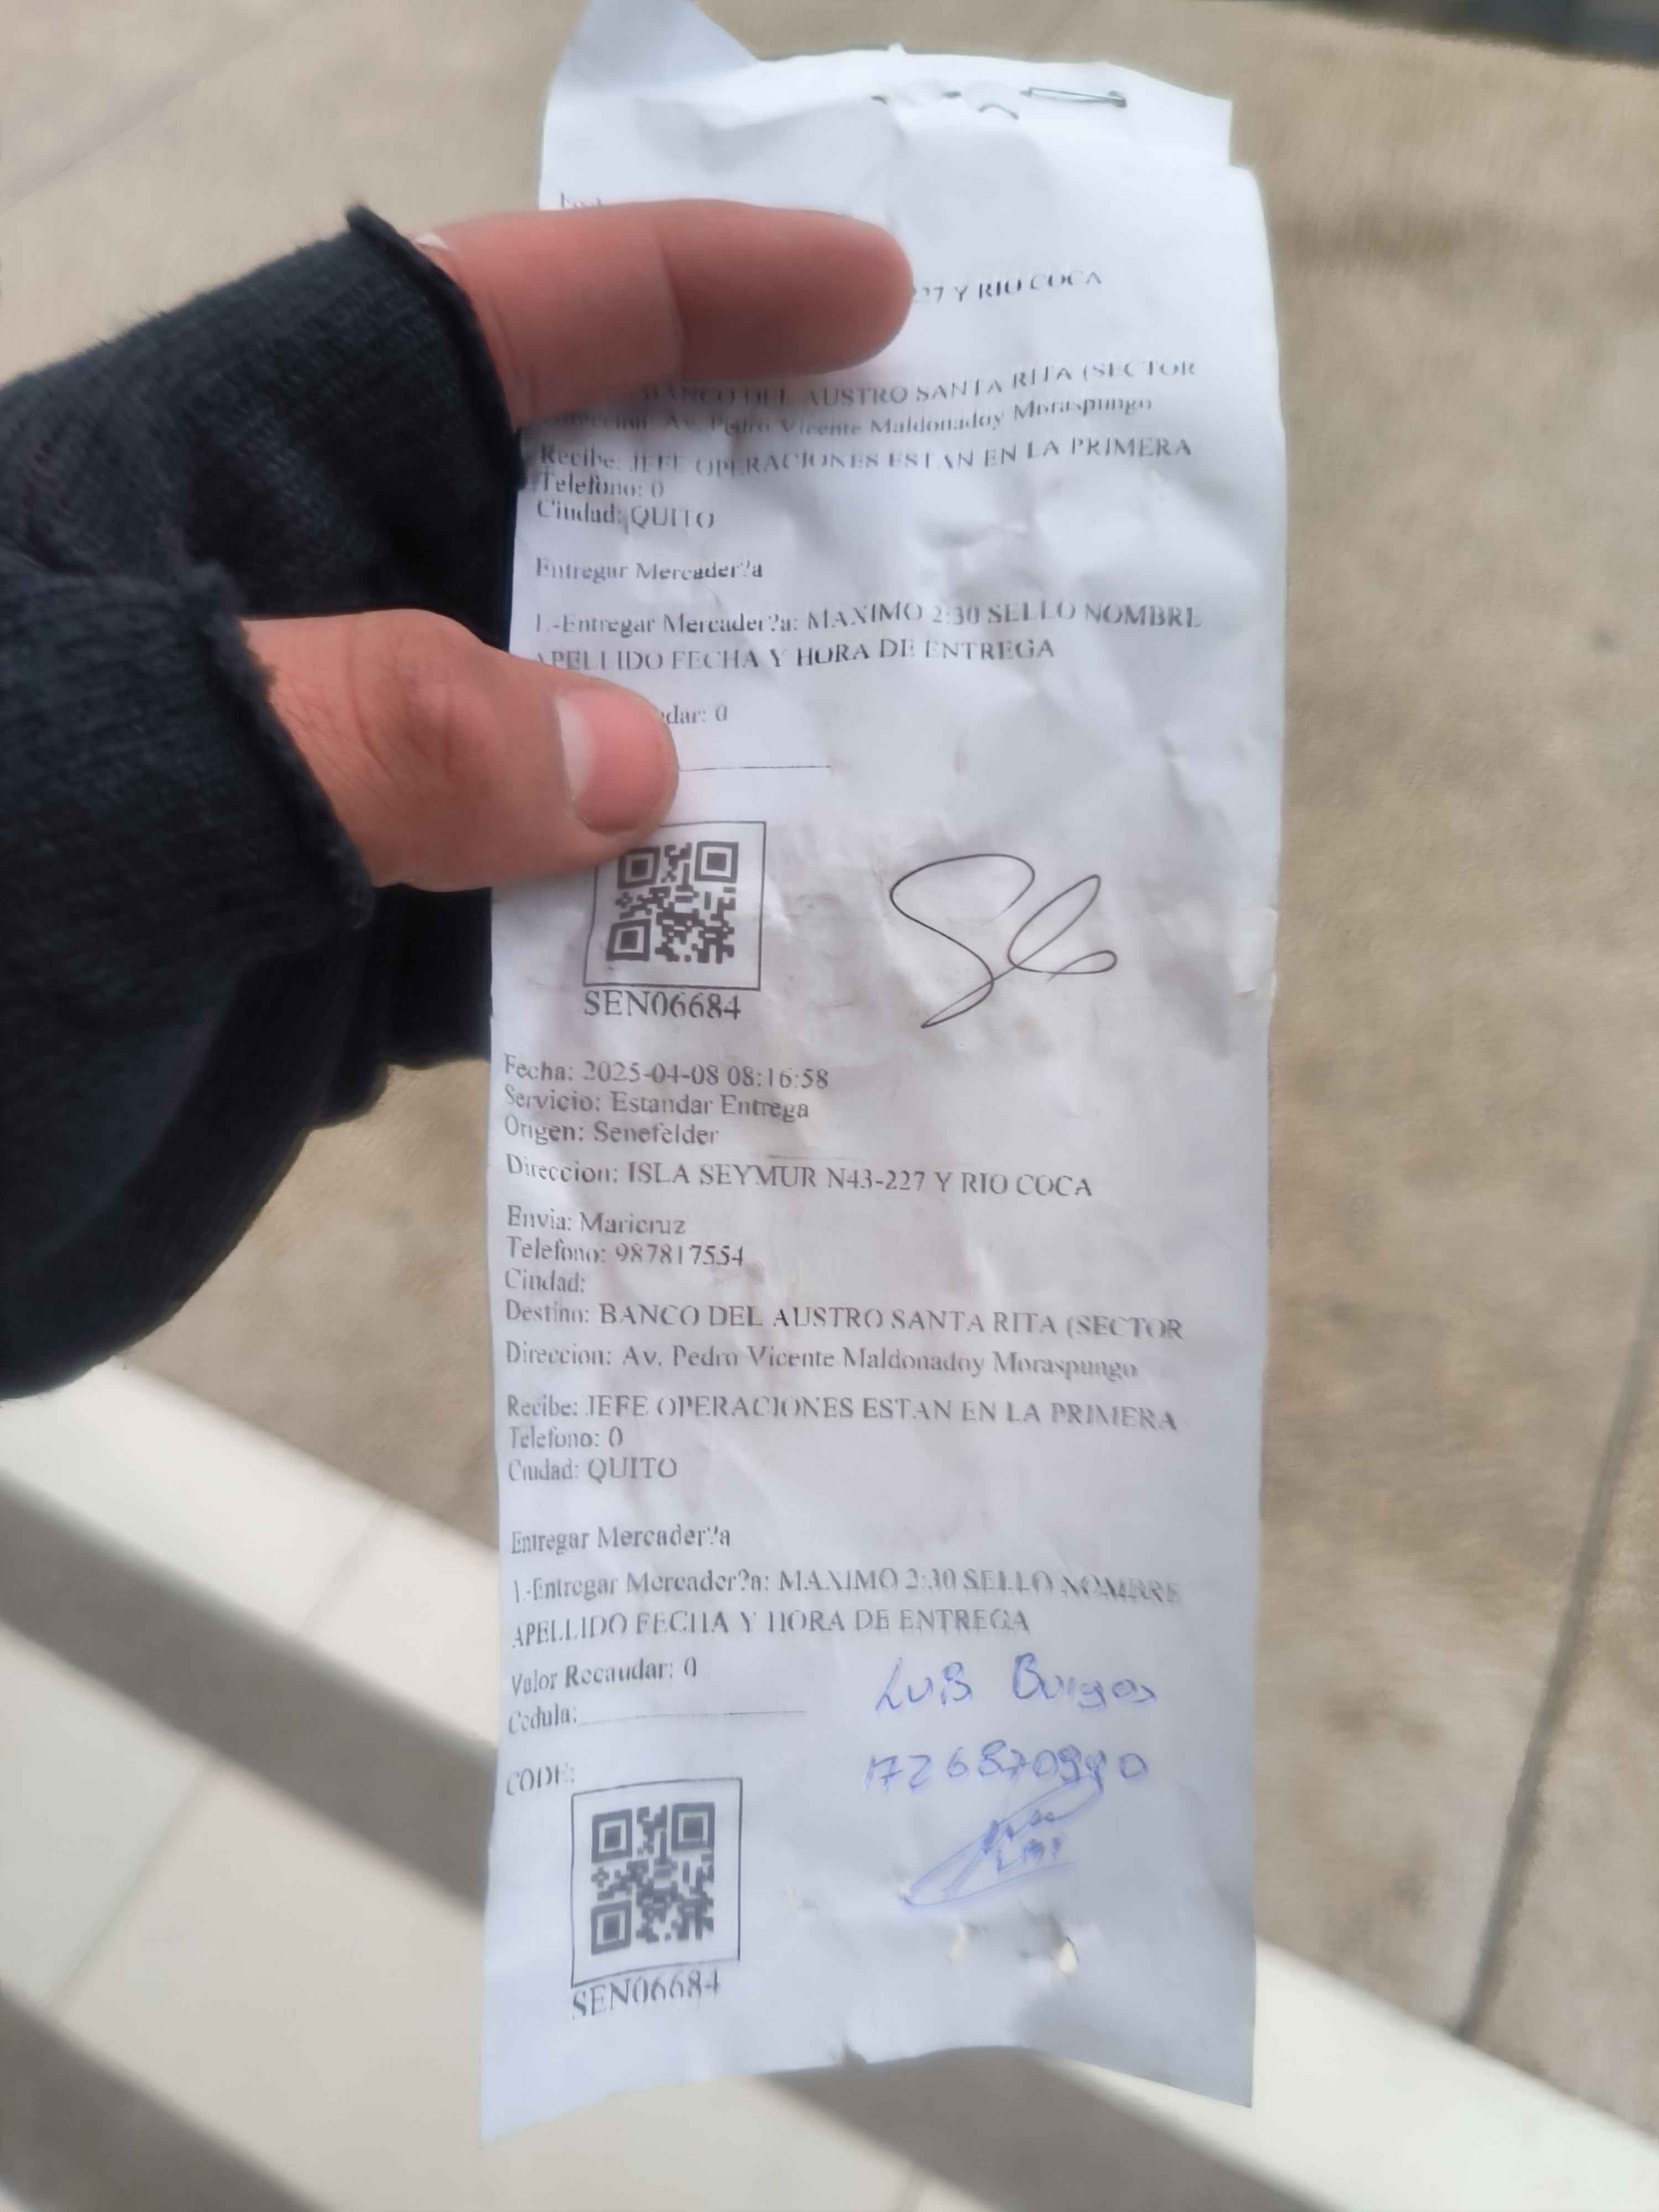 27 Y RIO COCA
BANCO DEL AUSTRO SANTA RITA (SECTOR
Direccion: Av. Pedro Vicente Maldonadoy Moraspungo
Recibe: JEFE OPERACIONES ESTAN EN LA PRIMERA
Telefono: 0
Ciudad: QUITO
Entregar Mercader?a
1.-Entregar Mercader?a: MAXIMO 2:30 SELLO NOMBRE
APELLIDO FECHA Y HORA DE ENTREGA
dar: 0
SEN06684
Fecha: 2025-04-08 08:16:58
Servicio: Estandar Entrega
Origen: Senefelder
Direccion: ISLA SEYMUR N43-227 Y RIO COCA
Envia: Maricruz
Telefono: 987817554
Ciudad:
Destino: BANCO DEL AUSTRO SANTA RITA (SECTOR
Direccion: Av. Pedro Vicente Maldonadoy Moraspungo
Recibe: JEFE OPERACIONES ESTAN EN LA PRIMERA
Telefono: 0
Ciudad: QUITO
Entregar Mercader?a
1.-Entregar Mercader?a: MAXIMO 2:30 SELLO NOMBRE
APELLIDO FECHA Y HORA DE ENTREGA
Valor Recaudar: 0
Luis Burgos
Cedula:
CODE:
SEN06684